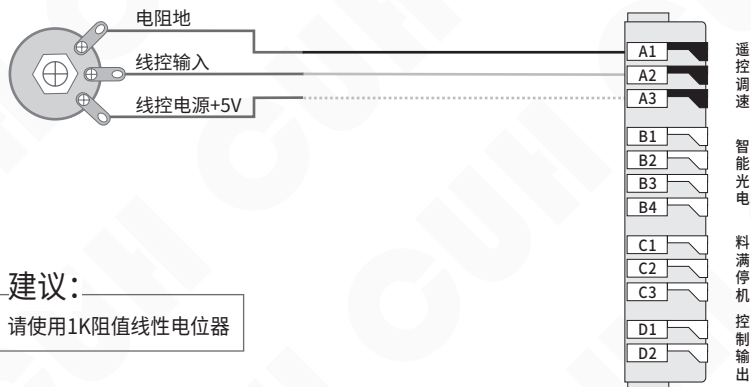 电阻地
线控输入
线控电源+5V
A1
A2
A3
遥控调速
B1
B2
B3
B4
智能光电
C1
C2
C3
料满停机
D1
D2
控制输出
建议：
请使用1K阻值线性电位器
CUH
CUH